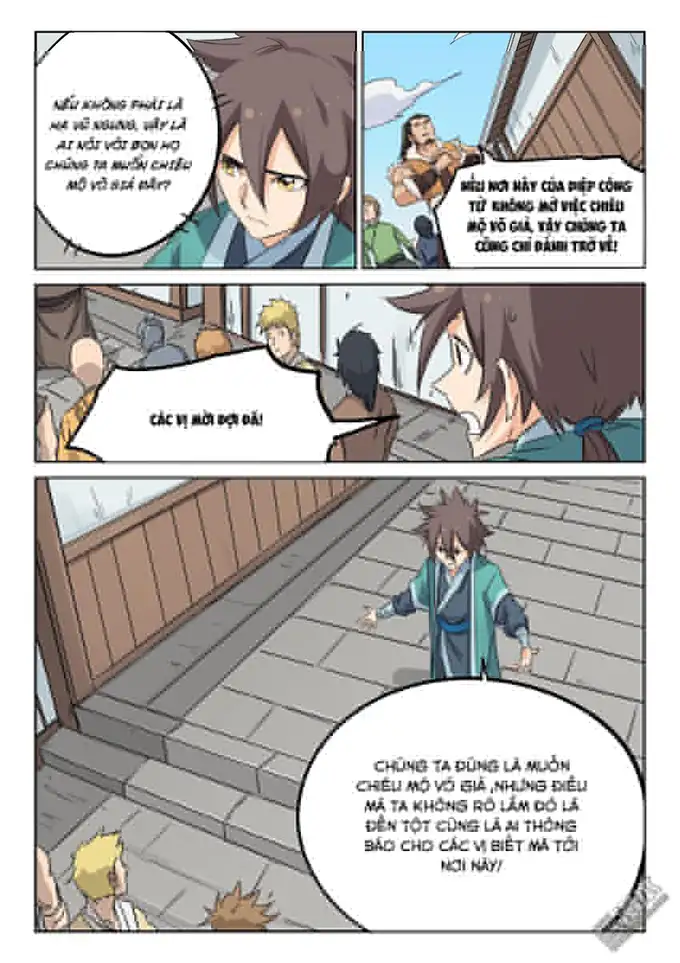 NẾU KHÔNG PHẢI LÀ
HẠ VŨ NGƯNG, VẬY LÀ
AI NÓI VỚI BỌN HỌ
CHÚNG TA MUỐN CHIÊU
MỘ VÕ GIẢ ĐÂY?
NẾU NƠI NÀY CỦA DIỆP CÔNG
TỬ KHÔNG MỞ VIỆC CHIÊU
MỘ VÕ GIẢ, VẬY CHÚNG TA
CŨNG CHỈ ĐÀNH TRỞ VỀ!
CÁC VỊ MỜI ĐỢI ĐÃ!
CHÚNG TA ĐÚNG LÀ MUỐN
CHIÊU MỘ VÕ GIẢ ,NHƯNG ĐIỀU
MÀ TA KHÔNG RÕ LẮM ĐÓ LÀ
ĐẾN TỘT CÙNG LÀ AI THÔNG
BÁO CHO CÁC VỊ BIẾT MÀ TỚI
NƠI NÀY!